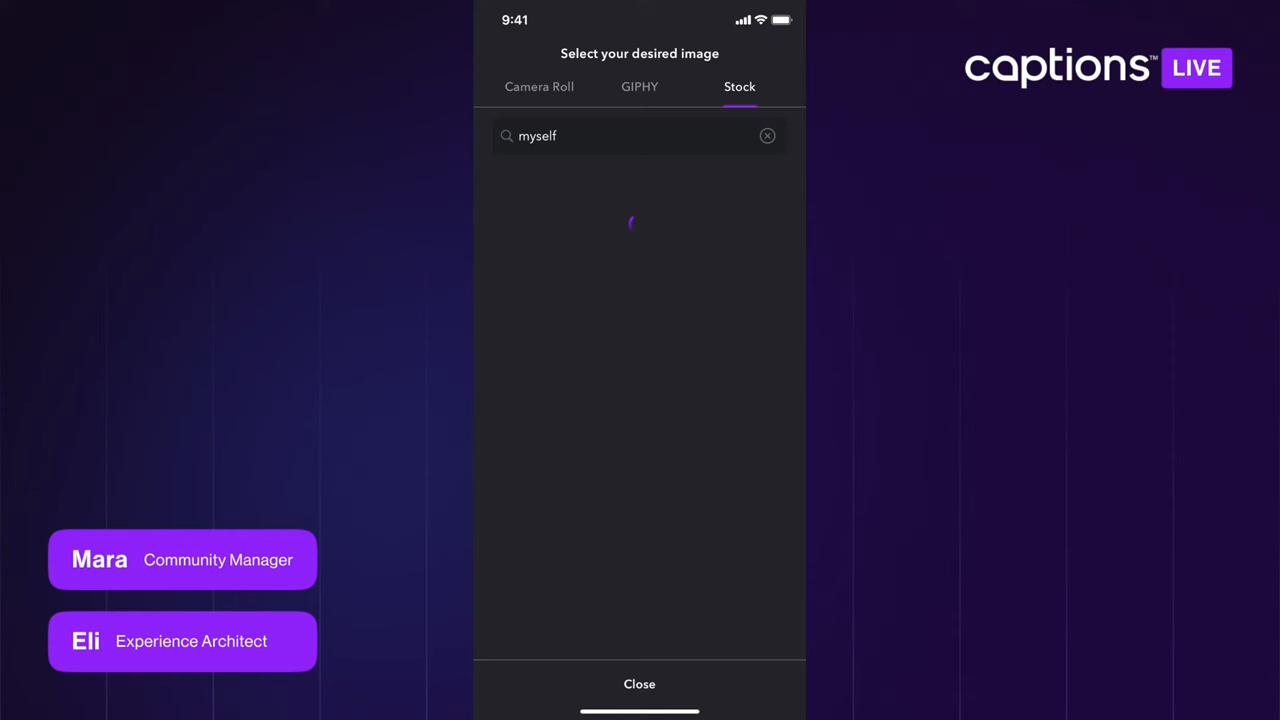 9:41
Select your desired image
Camera Roll GIPHY Stock
myself
Close
captions™ LIVE
Mara Community Manager
Eli Experience Architect